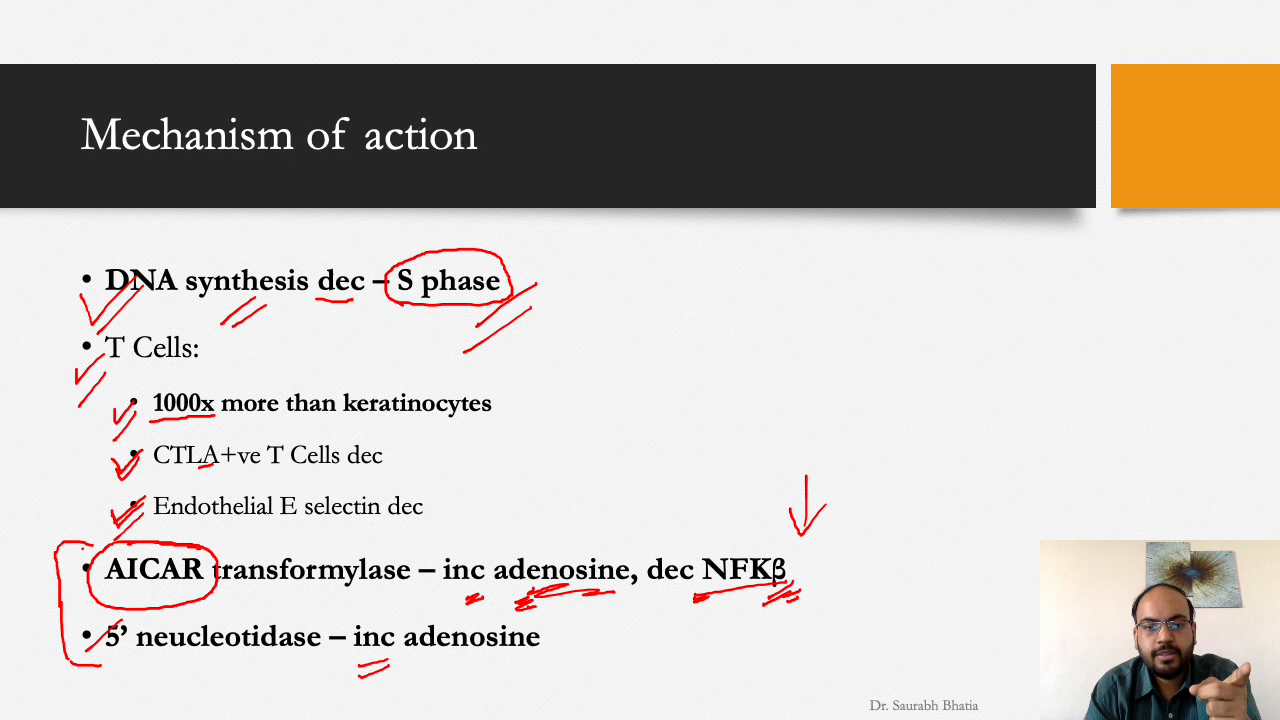 Mechanism of action
• DNA synthesis dec – S phase
• T Cells:
• 1000x more than keratinocytes
• CTLA+ve T Cells dec
• Endothelial E selectin dec
• AICAR transformylase – inc adenosine, dec NFKβ
• 5’ neucleotidase – inc adenosine
Dr. Saurabh Bhatia